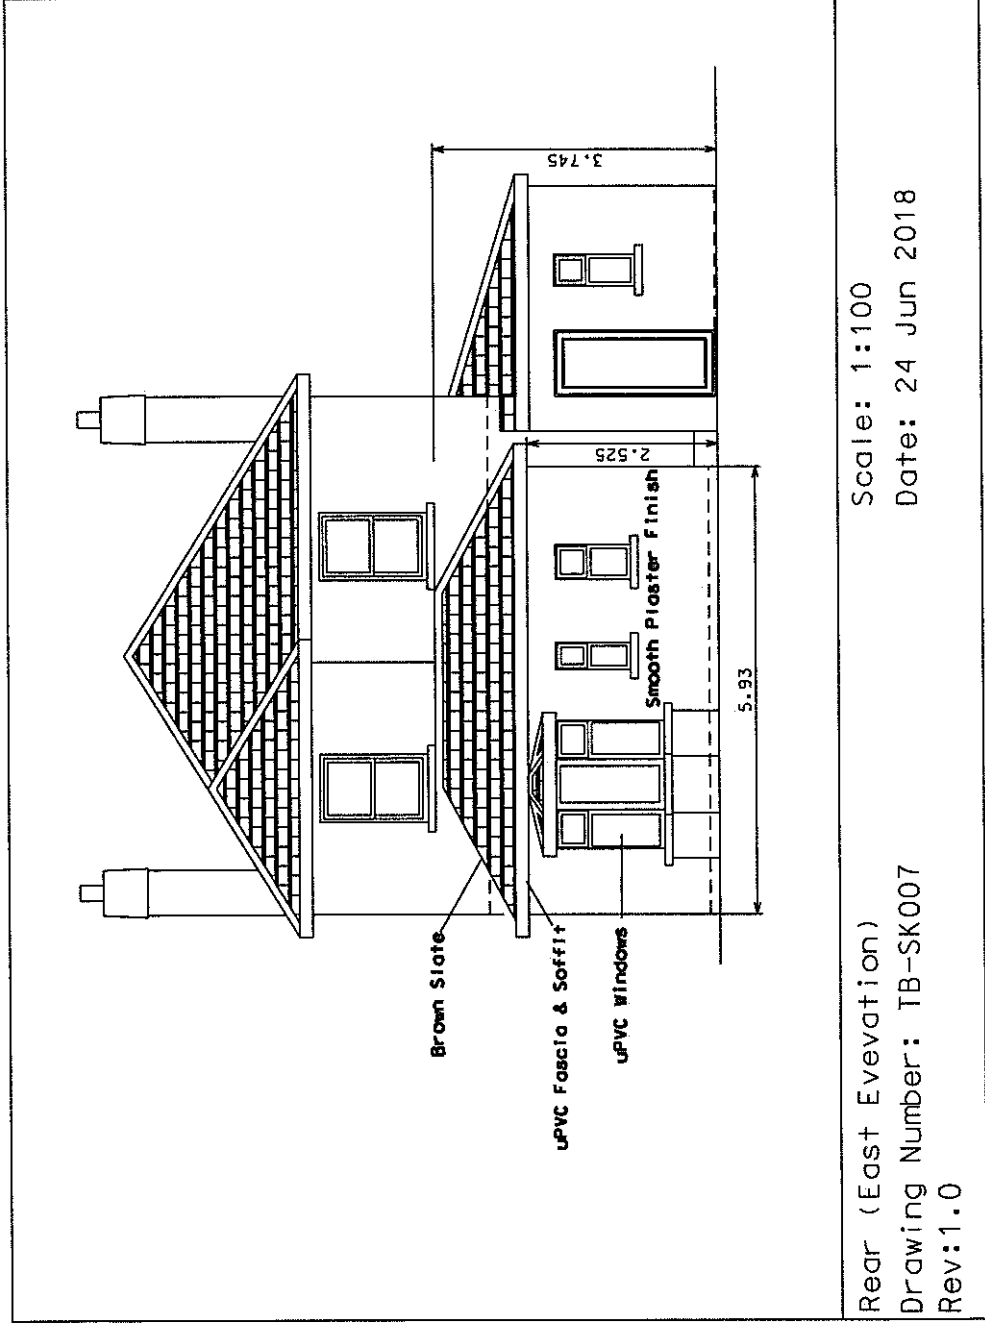 3.745
2.525
Smooth Plaster Finish
5.93
Brown Slate
uPVC Fascia & Soffit
uPVC Windows
Rear (East Evevation)
Scale: 1:100
Drawing Number: TB-SK007
Date: 24 Jun 2018
Rev:1.0